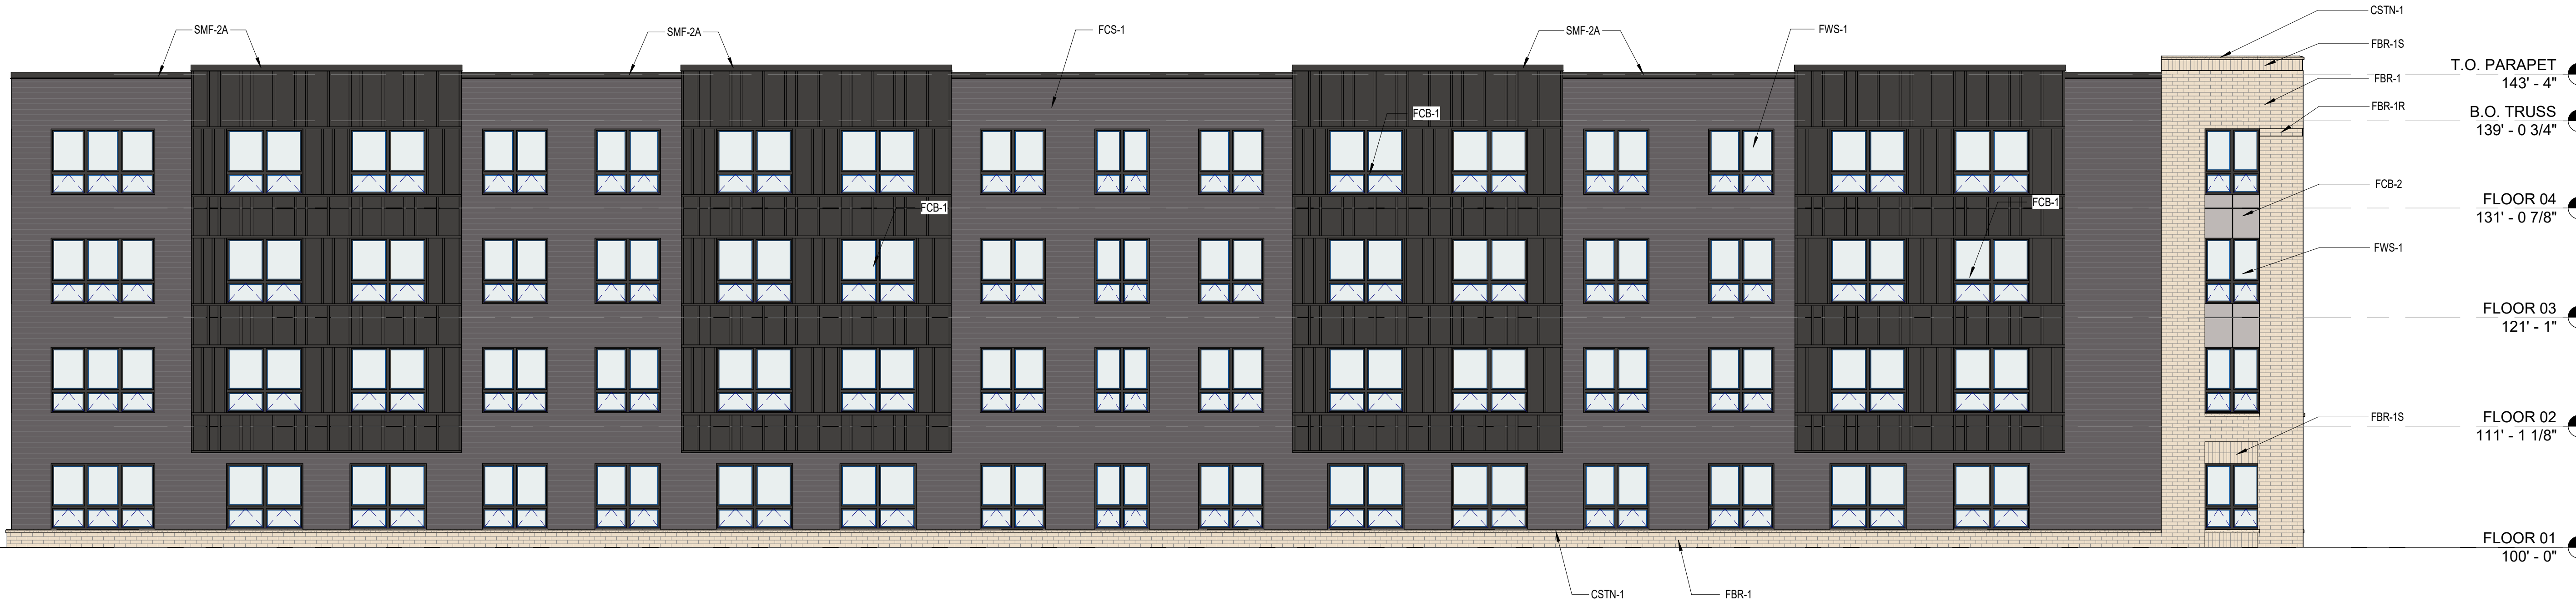 CSTN-1
SMF-2A
SMF-2A
FCS-1
SMF-2A
FWS-1
FBR-1S
T.O. PARAPET
143' - 4"
FBR-1
FBR-1R
FCB-1
B.O. TRUSS
139' - 0 3/4"
FCB-2
FCB-1
FCB-1
FLOOR 04
131' - 0 7/8"
FWS-1
FLOOR 03
121' - 1"
FBR-1S
FLOOR 02
111' - 1 1/8"
FLOOR 01
100' - 0"
CSTN-1
FBR-1